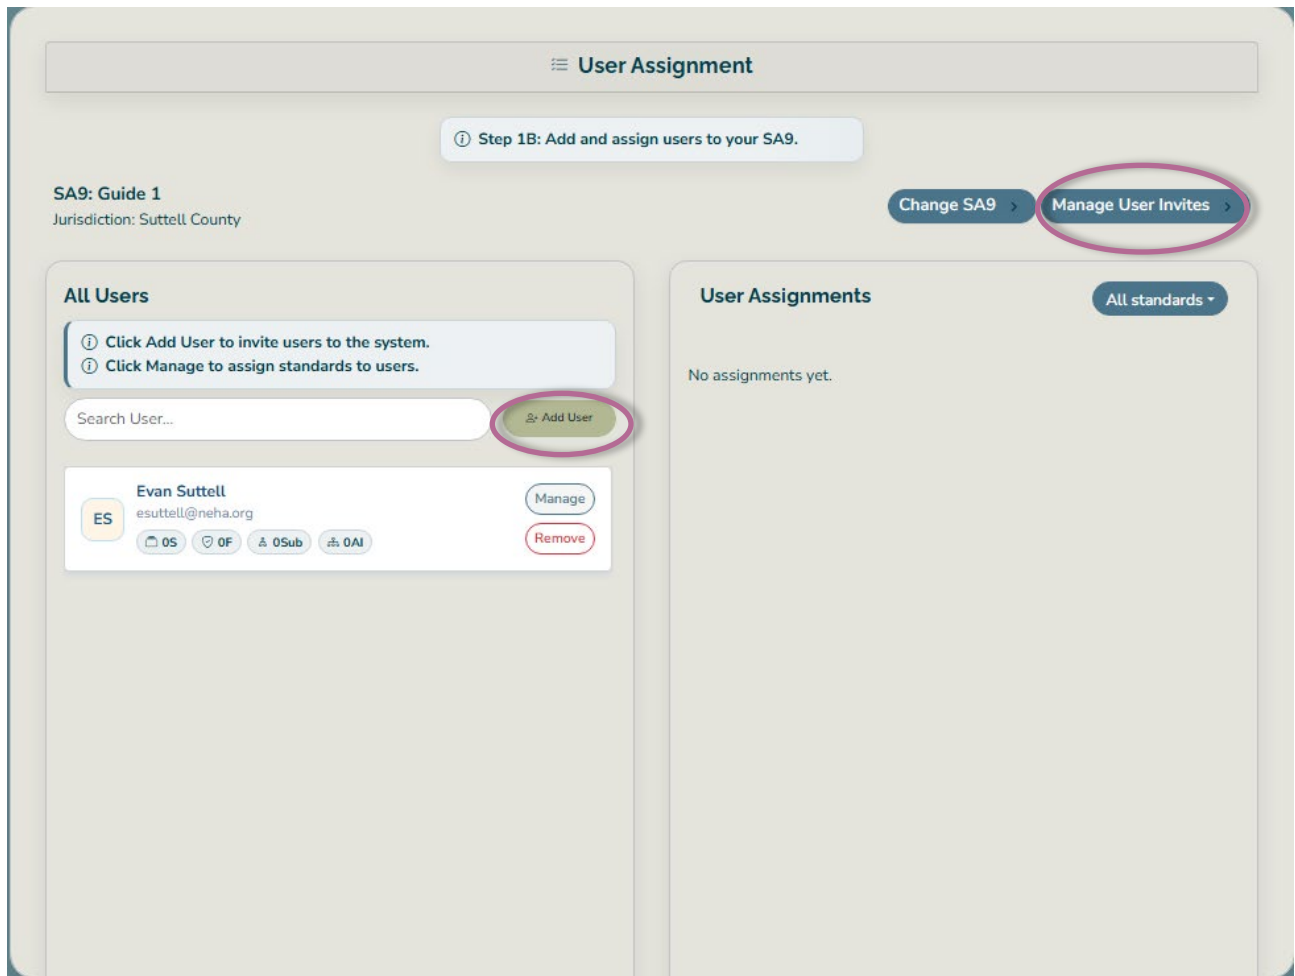 User Assignment
Step 1B: Add and assign users to your SA9.
SA9: Guide 1
Jurisdiction: Suttell County
Change SA9
Manage User Invites
All Users
Click Add User to invite users to the system.
Click Manage to assign standards to users.
Search User...
Add User
ES
Evan Suttell
esuttell@neha.org
0S 0F 0Sub 0AI
Manage
Remove
User Assignments
All standards
No assignments yet.